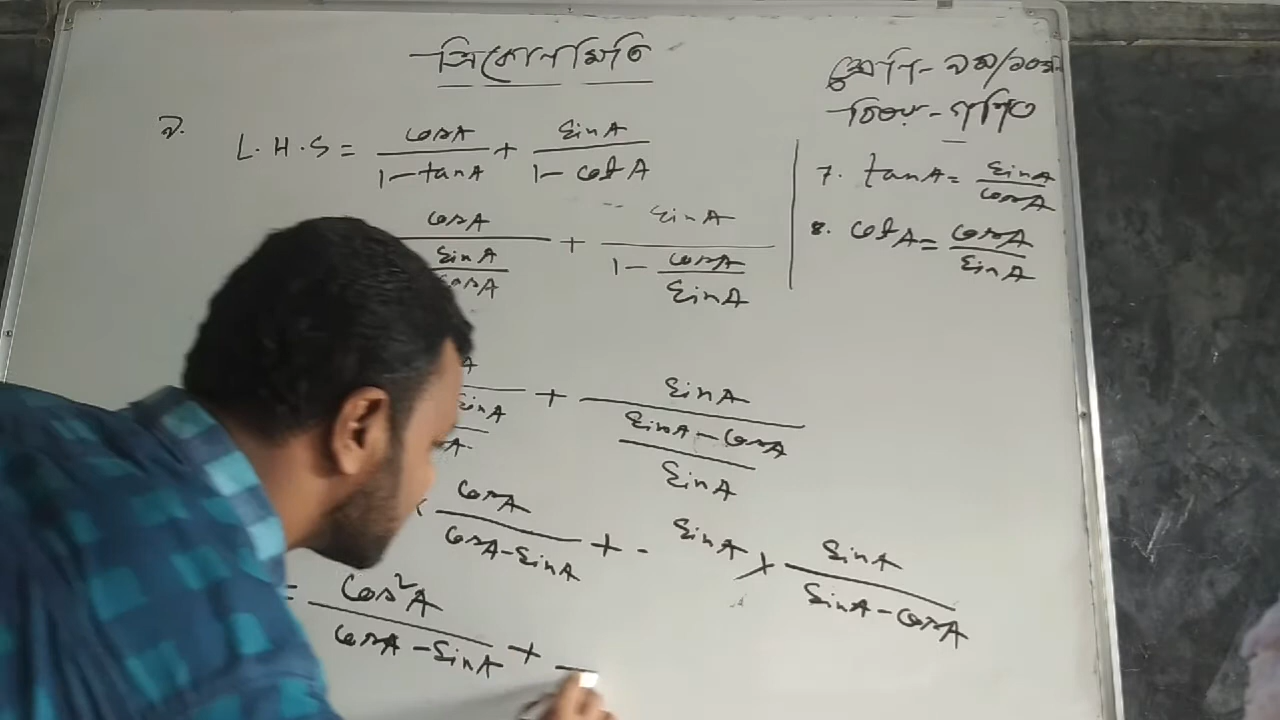 ত্রিকোণমিতি
শ্রেণি - ৯ম/১০ম
বিষয় - গণিত
৯. L.H.S = cosA/(1 - tanA) + sinA/(1 - cotA)
7. tanA = sinA/cosA
8. cotA = cosA/sinA
cosA/(sinA/cosA) + sinA/(1 - cosA/sinA)
A/(sinA/A) + sinA/((sinA - cosA)/sinA)
× cosA/(cosA - sinA) + sinA × sinA/(sinA - cosA)
= cos²A/(cosA - sinA) +